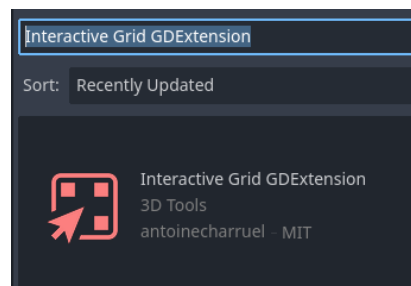 Interactive Grid GDExtension
Sort: Recently Updated
Interactive Grid GDExtension
3D Tools
antoinecharruel - MIT